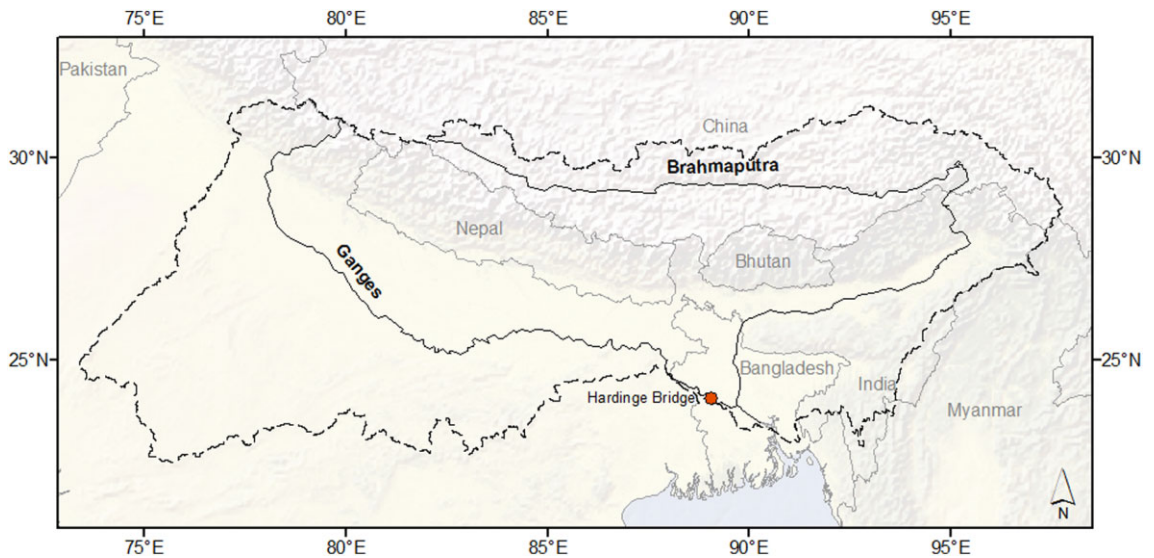 75°E 80°E 85°E 90°E 95°E
Pakistan
China
30°N 30°N
Brahmaputra
Nepal
Bhutan
Ganges
25°N 25°N
Bangladesh
India
Hardinge Bridge
Myanmar
N
75°E 80°E 85°E 90°E 95°E